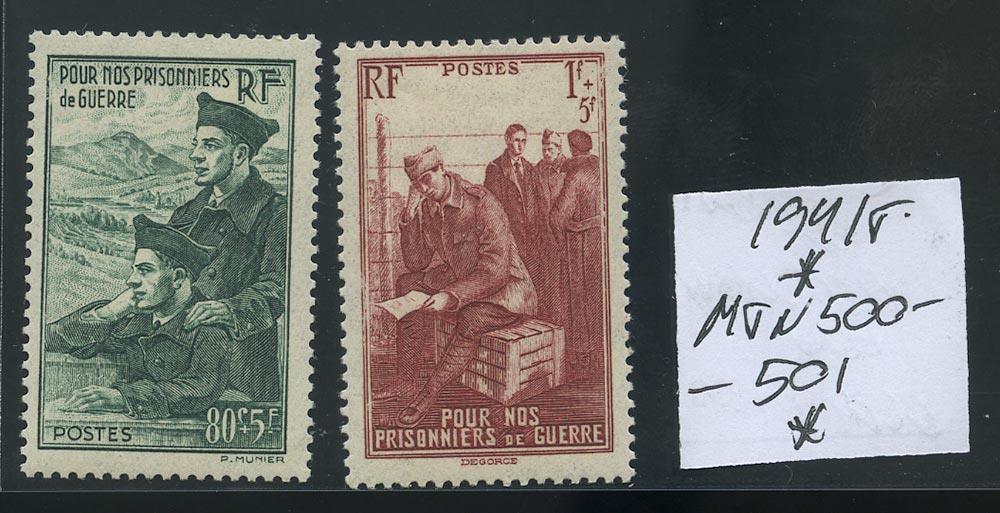 POUR NOS PRISONNIERS
de GUERRE
RF
80c+5F
POSTES
P. MUNIER
RF
POSTES
1f+
5f
POUR NOS
PRISONNIERS DE GUERRE
DEGORCE
1941г.
*
500-
-501
*